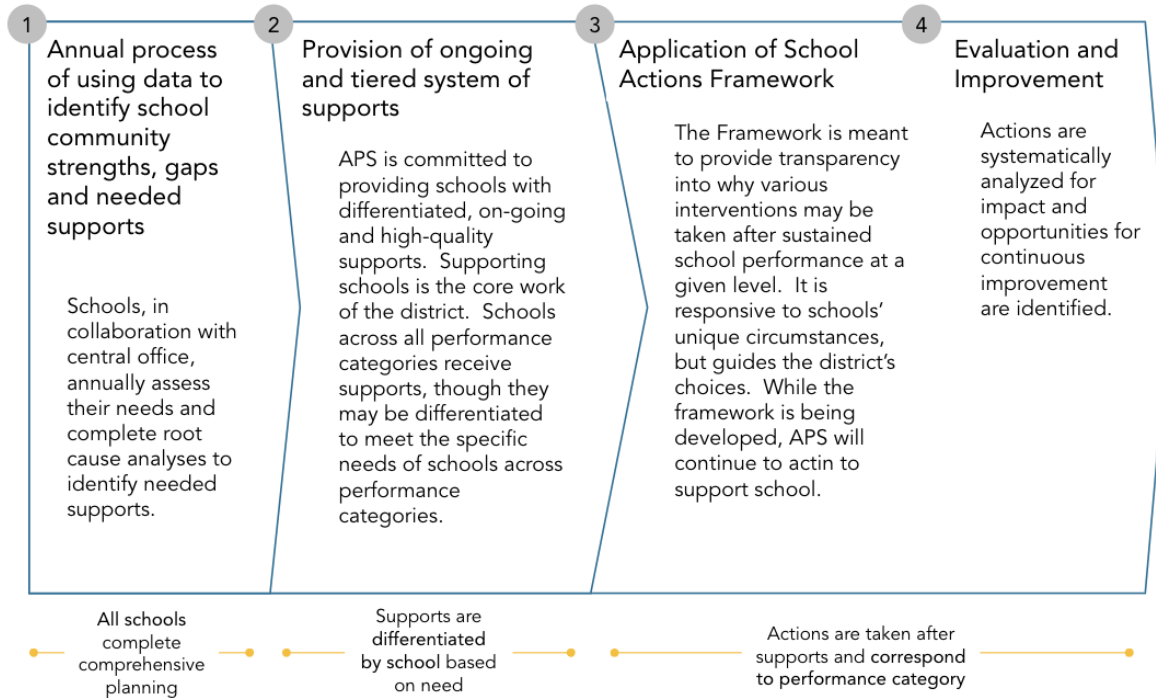 1
Annual process
of using data to
identify school
community
strengths, gaps
and needed
supports
Schools, in
collaboration with
central office,
annually assess
their needs and
complete root
cause analyses to
identify needed
supports.
2
Provision of ongoing
and tiered system of
supports
APS is committed to
providing schools with
differentiated, on-going
and high-quality
supports.  Supporting
schools is the core work
of the district.  Schools
across all performance
categories receive
supports, though they
may be differentiated
to meet the specific
needs of schools across
performance
categories.
3
Application of School
Actions Framework
The Framework is meant
to provide transparency
into why various
interventions may be
taken after sustained
school performance at a
given level.  It is
responsive to schools’
unique circumstances,
but guides the district’s
choices.  While the
framework is being
developed, APS will
continue to actin to
support school.
4
Evaluation and
Improvement
Actions are
systematically
analyzed for
impact and
opportunities for
continuous
improvement
are identified.
All schools
complete
comprehensive
planning
Supports are
differentiated
by school based
on need
Actions are taken after
supports and correspond
to performance category